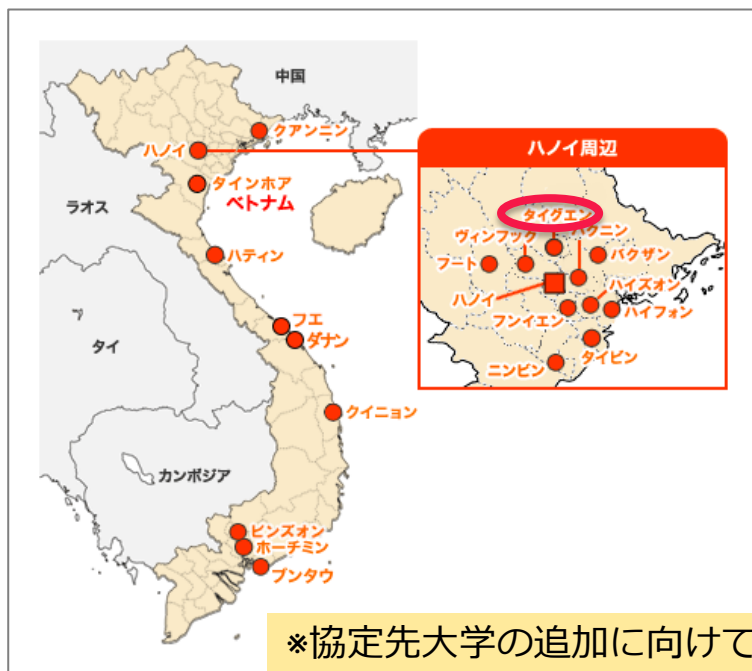 中国
クアンニン
ハノイ
タインホア
ベトナム
ラオス
ハティン
フエ
ダナン
タイ
クイニョン
カンボジア
ビンズオン
ホーチミン
ブンタウ
ハノイ周辺
タイグエン
ヴィンフック
バクニン
フート
バクザン
ハノイ
ハイズオン
フンイエン
ハイフォン
タイビン
ニンビン
*協定先大学の追加に向けて